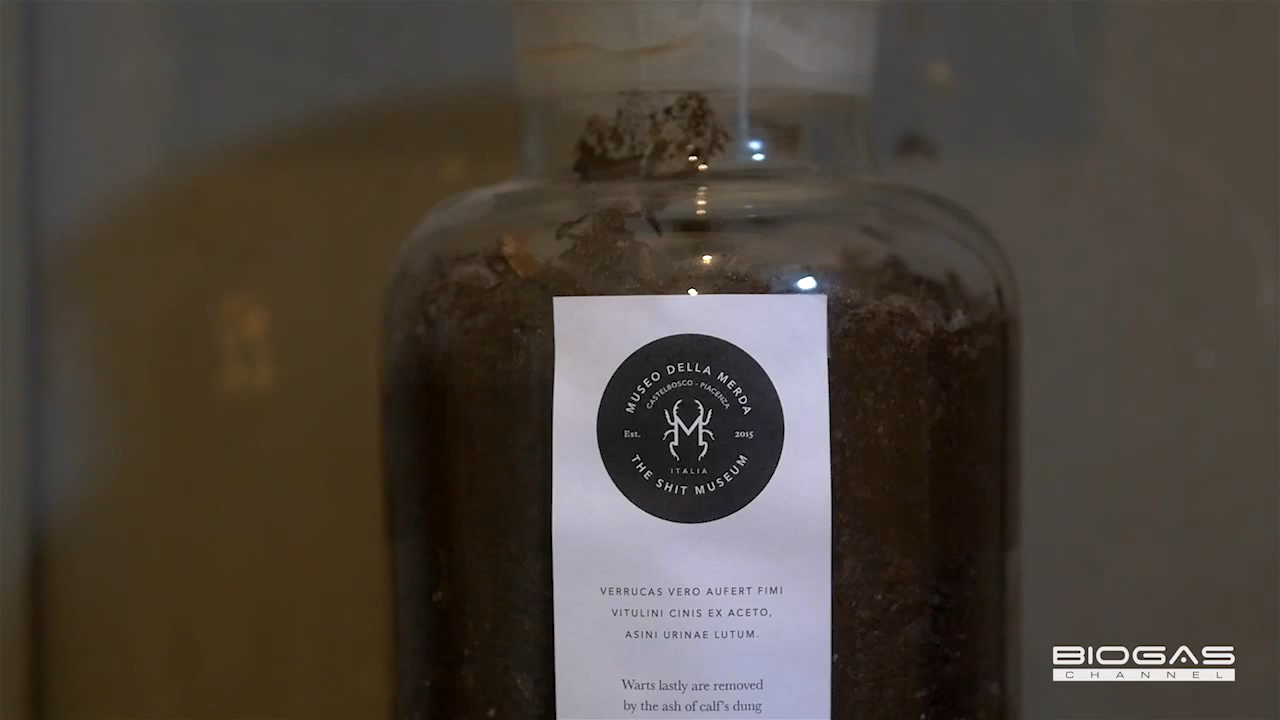 MUSEO DELLA MERDA
CASTELBOSCO - PIACENZA
Est. 2015
ITALIA
THE SHIT MUSEUM
VERRUCAS VERO AUFERT FIMI
VITULINI CINIS EX ACETO,
ASINI URINAE LUTUM.
Warts lastly are removed
by the ash of calf's dung
BIOGAS
CHANNEL